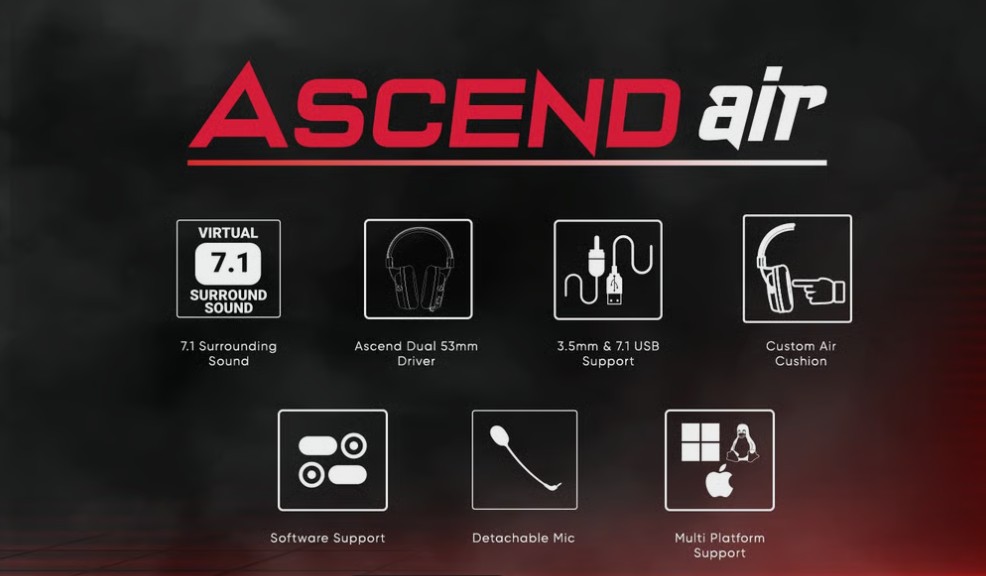 ASCEND air
VIRTUAL
7.1
SURROUND
SOUND
7.1 Surrounding
Sound
Ascend Dual 53mm
Driver
3.5mm & 7.1 USB
Support
Custom Air
Cushion
Software Support
Detachable Mic
Multi Platform
Support